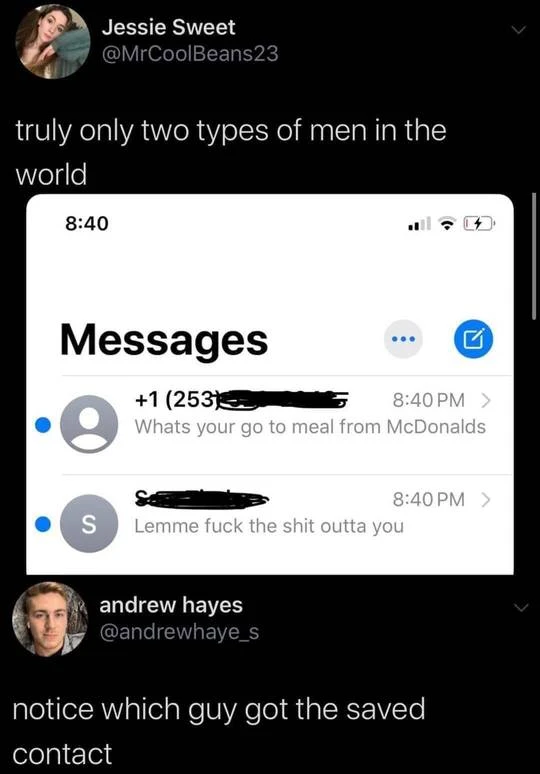 Jessie Sweet
@MrCoolBeans23
truly only two types of men in the
world
8:40
Messages
+1 (253)
8:40 PM
Whats your go to meal from McDonalds
S
8:40 PM
S
Lemme fuck the shit outta you
andrew hayes
@andrewhaye_s
notice which guy got the saved
contact